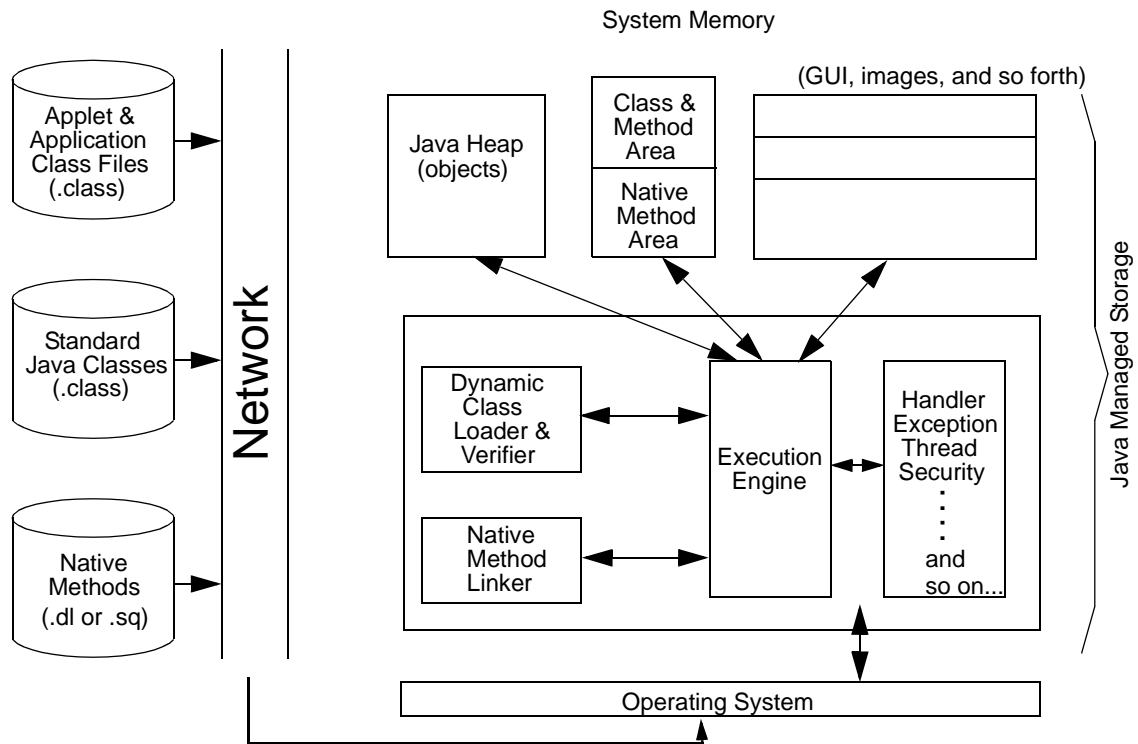 System Memory
Applet &
Application
Class Files
(.class)
Standard
Java Classes
(.class)
Native
Methods
(.dl or .sq)
Network
Java Heap
(objects)
Class &
Method
Area
Native
Method
Area
(GUI, images, and so forth)
Dynamic
Class
Loader &
Verifier
Native
Method
Linker
Execution
Engine
Handler
Exception
Thread
Security
.
.
.
.
and
so on...
Java Managed Storage
Operating System